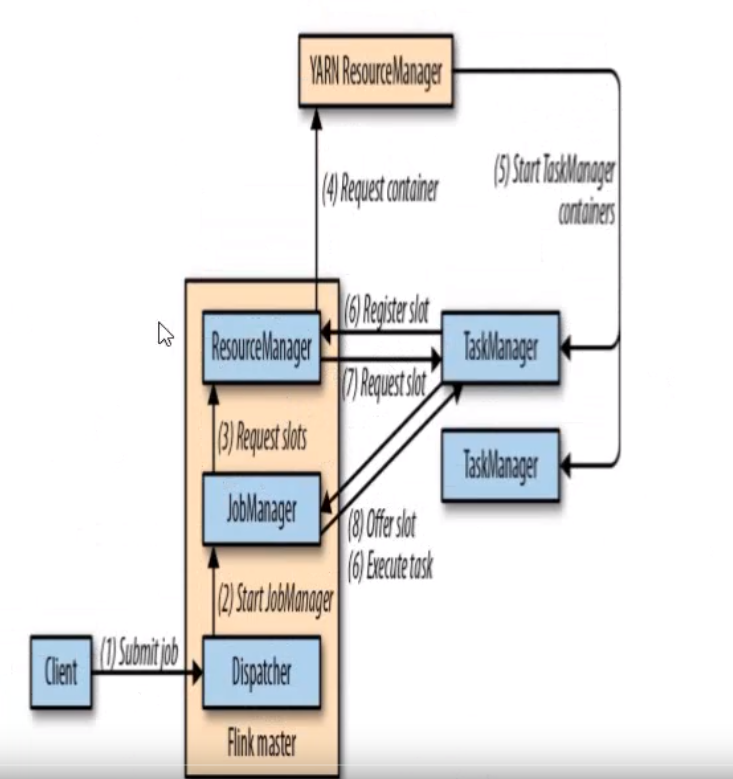 YARN ResourceManager
(4) Request container
(5) Start TaskManager
containers
(6) Register slot
ResourceManager
TaskManager
(7) Request slot
(3) Request slots
TaskManager
JobManager
(8) Offer slot
(6) Execute task
(2) Start JobManager
(1) Submit job
Client
Dispatcher
Flink master